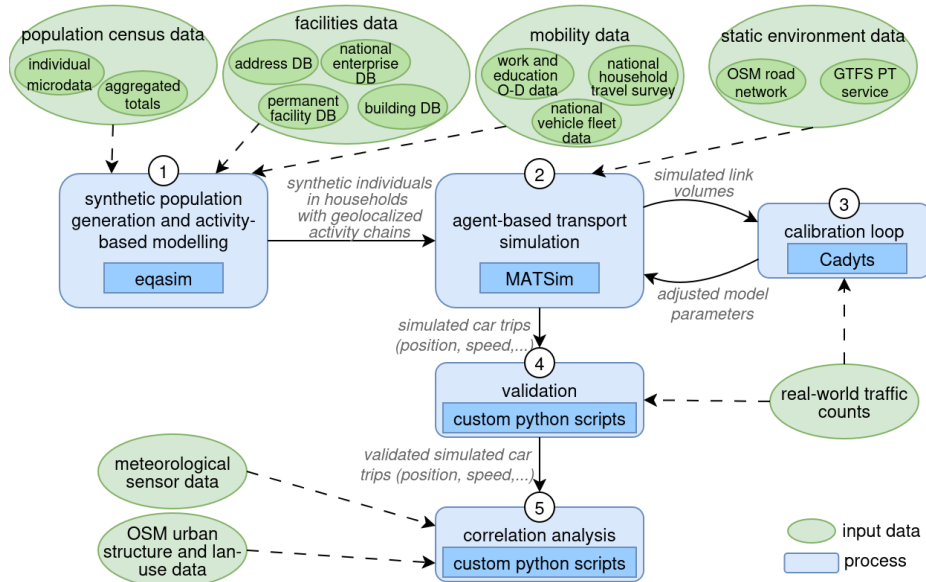 population census data
individual
microdata
aggregated
totals
facilities data
address DB
national
enterprise
DB
permanent
facility DB
building DB
mobility data
work and
education
O-D data
national
household
travel survey
national
vehicle fleet
data
static environment data
OSM road
network
GTFS PT
service
1
synthetic population
generation and activity-
based modelling
eqasim
synthetic individuals
in households
with geolocalized
activity chains
2
agent-based transport
simulation
MATSim
simulated link
volumes
3
calibration loop
Cadyts
adjusted model
parameters
simulated car trips
(position, speed,...)
4
validation
custom python scripts
real-world traffic
counts
validated simulated car
trips (position, speed,...)
5
correlation analysis
custom python scripts
meteorological
sensor data
OSM urban
structure and lan-
use data
input data
process